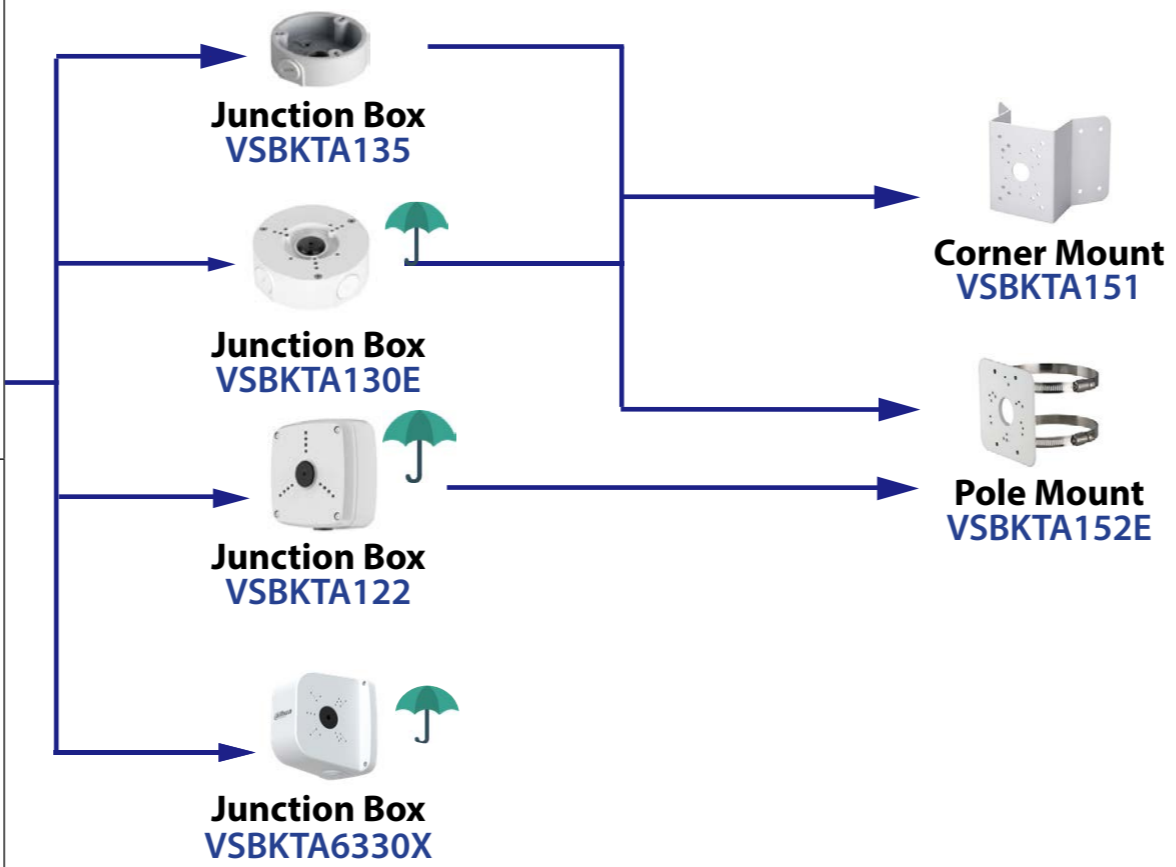 Junction Box
VSBKTA135
Junction Box
VSBKTA130E
Junction Box
VSBKTA122
Junction Box
VSBKTA6330X
Corner Mount
VSBKTA151
Pole Mount
VSBKTA152E